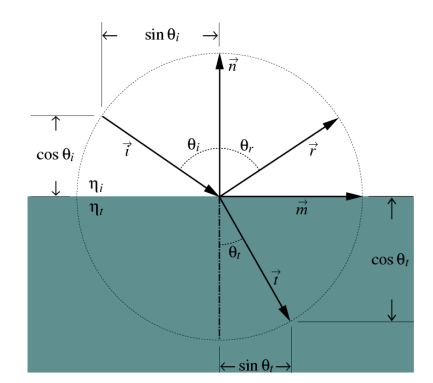 ← sin θi →
n⃗
cos θi
i⃗
θi
θr
r⃗
ηi
ηt
m⃗
θt
t⃗
cos θt
← sin θt →